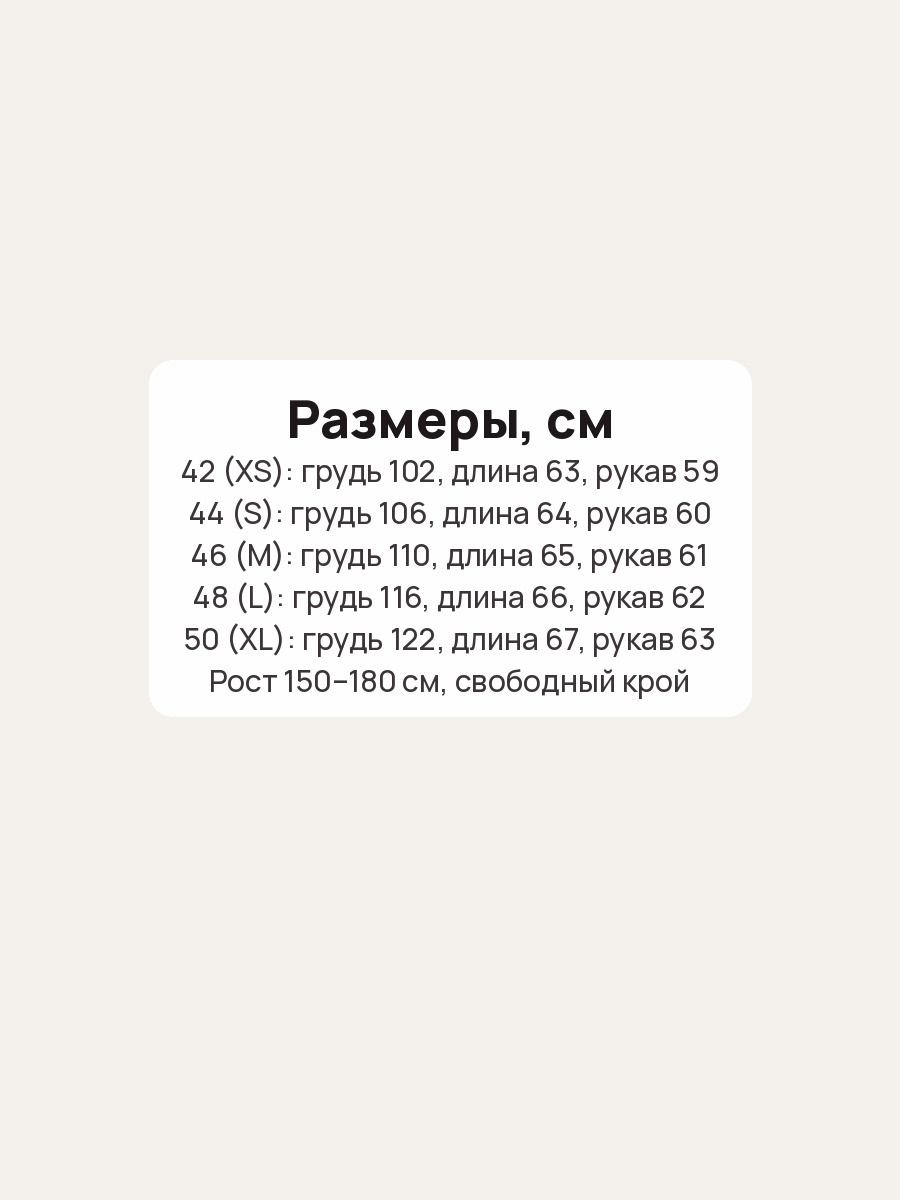 Размеры, см
42 (XS): грудь 102, длина 63, рукав 59
44 (S): грудь 106, длина 64, рукав 60
46 (M): грудь 110, длина 65, рукав 61
48 (L): грудь 116, длина 66, рукав 62
50 (XL): грудь 122, длина 67, рукав 63
Рост 150–180 см, свободный крой